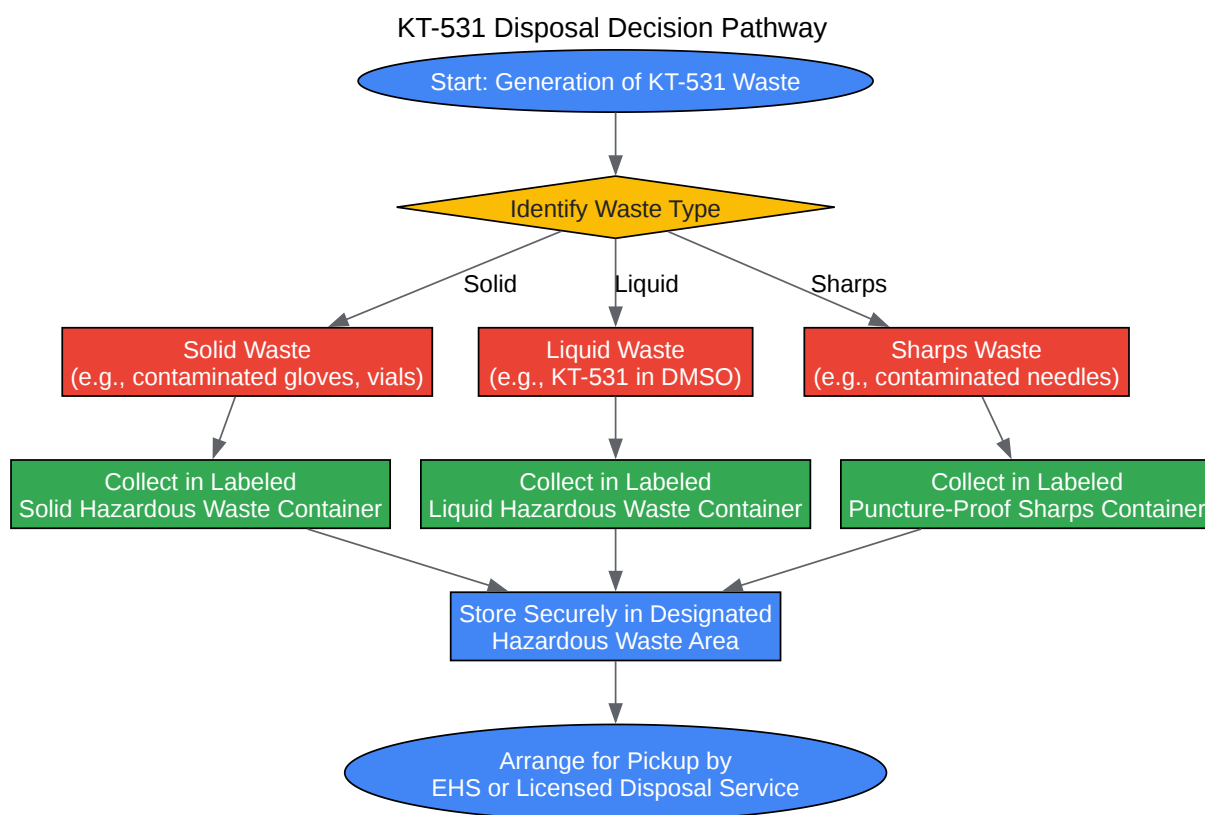 KT-531 Disposal Decision Pathway
Start: Generation of KT-531 Waste
Identify Waste Type
Solid
Liquid
Sharps
Solid Waste
(e.g., contaminated gloves, vials)
Liquid Waste
(e.g., KT-531 in DMSO)
Sharps Waste
(e.g., contaminated needles)
Collect in Labeled
Solid Hazardous Waste Container
Collect in Labeled
Liquid Hazardous Waste Container
Collect in Labeled
Puncture-Proof Sharps Container
Store Securely in Designated
Hazardous Waste Area
Arrange for Pickup by
EHS or Licensed Disposal Service